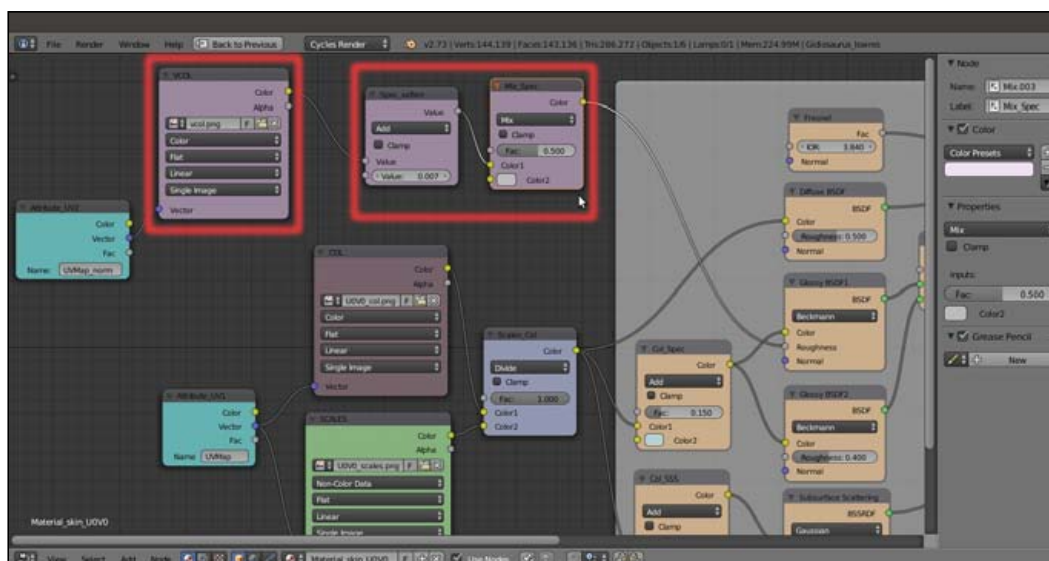 File Render Window Help Back to Previous Cycles Render v2.73 | Verts:144,139 | Faces:143,136 | Tris:286,272 | Objects:1/6 | Lamps:0/1 | Mem:224.99M | Gidiosaurus_lowres
VCOL
Color
Alpha
vcol.png F
Color
Flat
Linear
Single Image
Vector
Spec_soften
Value
Add
Clamp
Value
Value: 0.007
Mix_Spec
Color
Mix
Clamp
Fac: 0.500
Color1
Color2
Attribute_UV2
Color
Vector
Fac
Name: UVMap_norm
COL
Color
Alpha
U0V0_col.png F
Color
Flat
Linear
Single Image
Vector
Attribute_UV1
Color
Vector
Fac
Name: UVMap
SCALES
Color
Alpha
U0V0_scales.png F
Non-Color Data
Flat
Linear
Single Image
Scales_Col
Color
Divide
Clamp
Fac: 1.000
Color1
Color2
Col_Spec
Color
Add
Clamp
Fac: 0.150
Color1
Color2
Col_SSS
Color
Add
Clamp
Fresnel
Fac
IOR: 3.840
Normal
Diffuse BSDF
BSDF
Color
Roughness: 0.500
Normal
Glossy BSDF1
BSDF
Beckmann
Color
Roughness
Normal
Glossy BSDF2
BSDF
Beckmann
Color
Roughness: 0.400
Normal
Subsurface Scattering
BSSRDF
Gaussian
Node
Name: Mix.003
Label: Mix_Spec
Color
Color Presets
Properties
Mix
Clamp
Inputs:
Fac: 0.500
Color2
Grease Pencil
New
Material_skin_U0V0
View Select Add Node Material_skin_U0V0 F Use Nodes